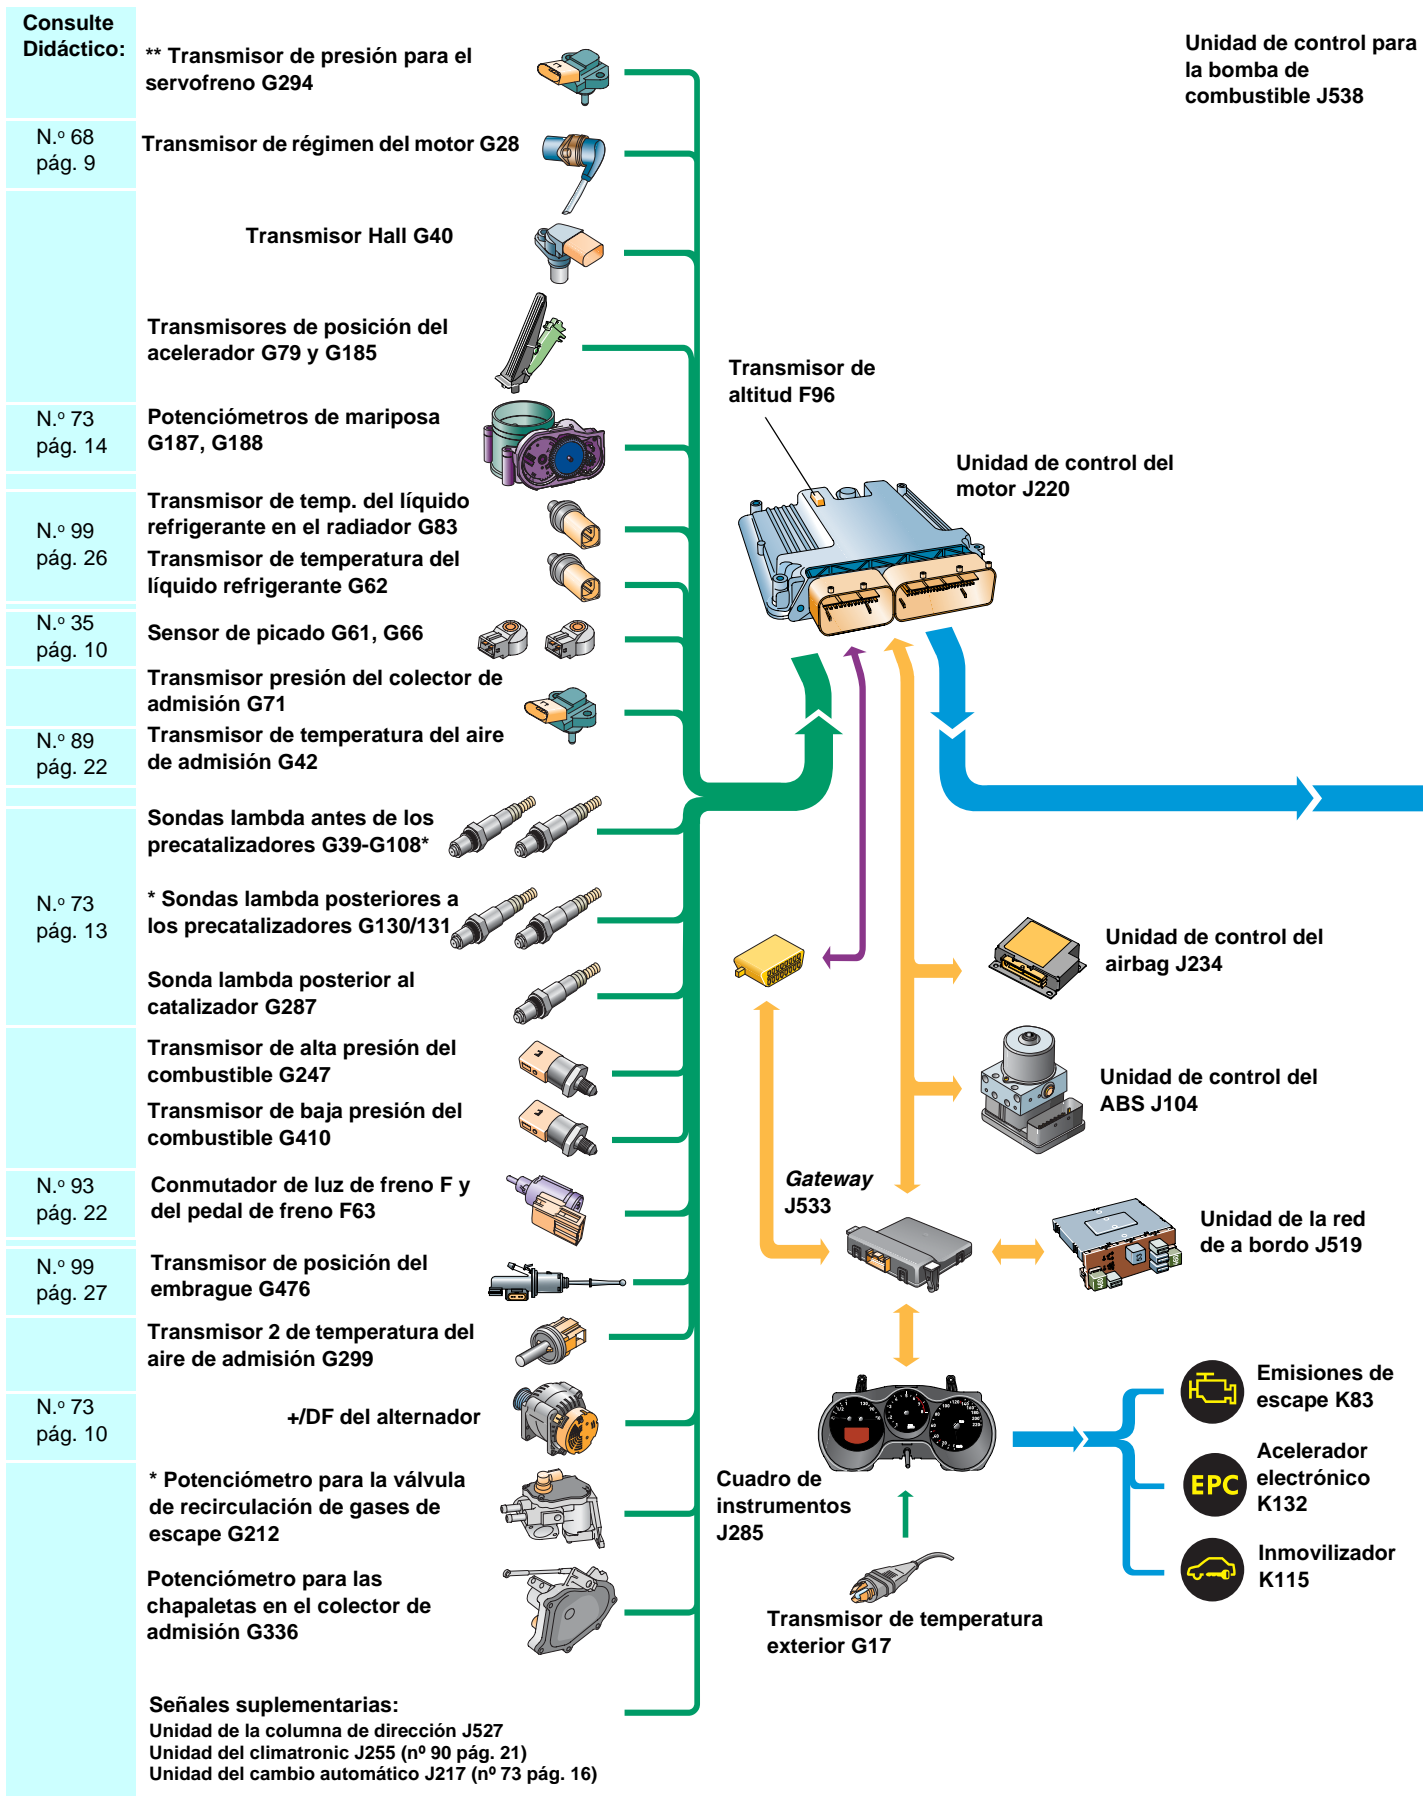 Consulte
Didáctico:
** Transmisor de presión para el
servofreno G294
Unidad de control para
la bomba de
combustible J538
N.º 68
pág. 9
Transmisor de régimen del motor G28
Transmisor Hall G40
Transmisores de posición del
acelerador G79 y G185
Transmisor de
altitud F96
N.º 73
pág. 14
Potenciómetros de mariposa
G187, G188
Unidad de control del
motor J220
N.º 99
pág. 26
Transmisor de temp. del líquido
refrigerante en el radiador G83
Transmisor de temperatura del
líquido refrigerante G62
N.º 35
pág. 10
Sensor de picado G61, G66
Transmisor presión del colector de
admisión G71
N.º 89
pág. 22
Transmisor de temperatura del aire
de admisión G42
Sondas lambda antes de los
precatalizadores G39-G108*
N.º 73
pág. 13
* Sondas lambda posteriores a
los precatalizadores G130/131
Sonda lambda posterior al
catalizador G287
Unidad de control del
airbag J234
Transmisor de alta presión del
combustible G247
Unidad de control del
ABS J104
Transmisor de baja presión del
combustible G410
N.º 93
pág. 22
Conmutador de luz de freno F y
del pedal de freno F63
Gateway
J533
Unidad de la red
de a bordo J519
N.º 99
pág. 27
Transmisor de posición del
embrague G476
Transmisor 2 de temperatura del
aire de admisión G299
N.º 73
pág. 10
+/DF del alternador
Emisiones de
escape K83
EPC
Acelerador
electrónico
K132
Cuadro de
instrumentos
J285
* Potenciómetro para la válvula
de recirculación de gases de
escape G212
Inmovilizador
K115
Potenciómetro para las
chapaletas en el colector de
admisión G336
Transmisor de temperatura
exterior G17
Señales suplementarias:
Unidad de la columna de dirección J527
Unidad del climatronic J255 (nº 90 pág. 21)
Unidad del cambio automático J217 (nº 73 pág. 16)